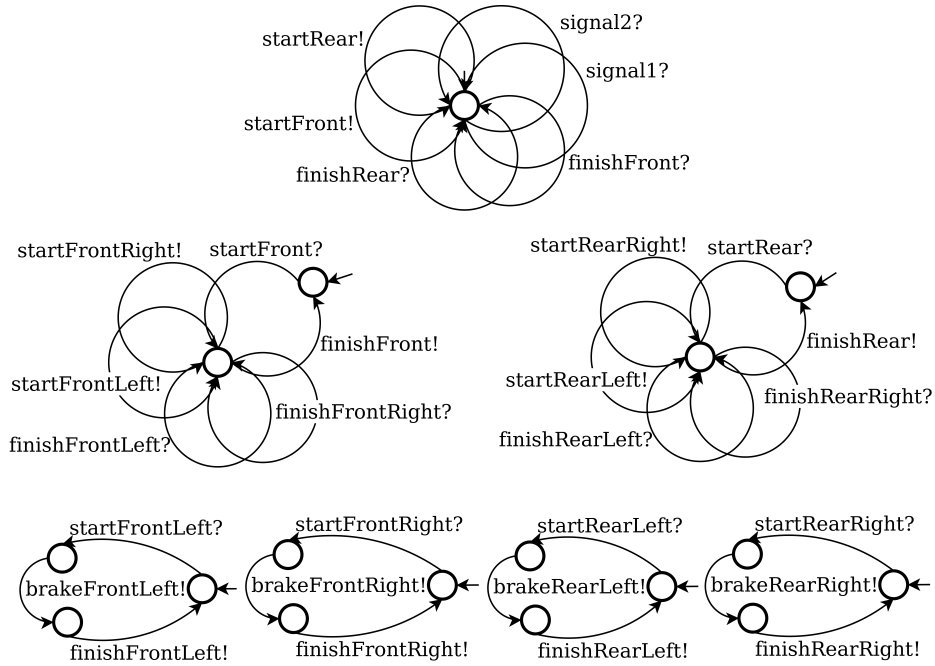 signal2?
startRear!
signal1?
startFront!
finishFront?
finishRear?
startFrontRight!
startFront?
startRearRight!
startRear?
finishFront!
finishRear!
startFrontLeft!
startRearLeft!
finishFrontRight?
finishRearRight?
finishFrontLeft?
finishRearLeft?
startFrontLeft?
startFrontRight?
startRearLeft?
startRearRight?
brakeFrontLeft!
brakeFrontRight!
brakeRearLeft!
brakeRearRight!
finishFrontLeft!
finishFrontRight!
finishRearLeft!
finishRearRight!